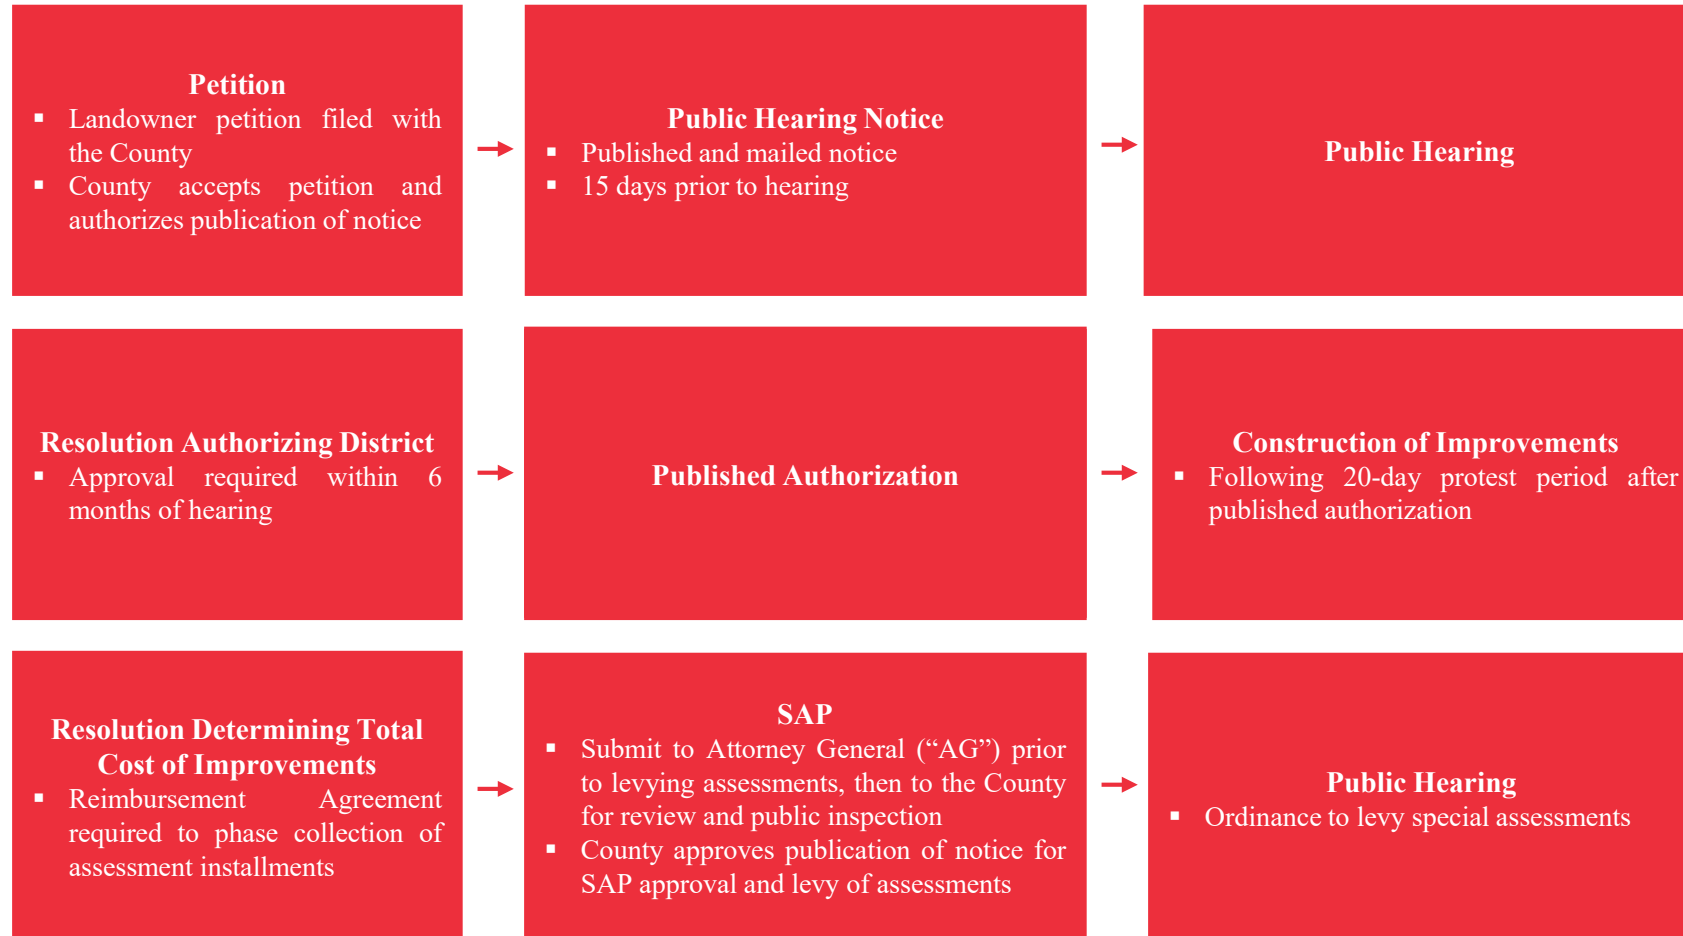 Petition
▪ Landowner petition filed with
the County
▪ County accepts petition and
authorizes publication of notice
Public Hearing Notice
▪ Published and mailed notice
▪ 15 days prior to hearing
Public Hearing
Resolution Authorizing District
▪ Approval required within 6
months of hearing
Published Authorization
Construction of Improvements
▪ Following 20-day protest period after
published authorization
Resolution Determining Total
Cost of Improvements
▪ Reimbursement Agreement
required to phase collection of
assessment installments
SAP
▪ Submit to Attorney General (“AG”) prior
to levying assessments, then to the County
for review and public inspection
▪ County approves publication of notice for
SAP approval and levy of assessments
Public Hearing
▪ Ordinance to levy special assessments